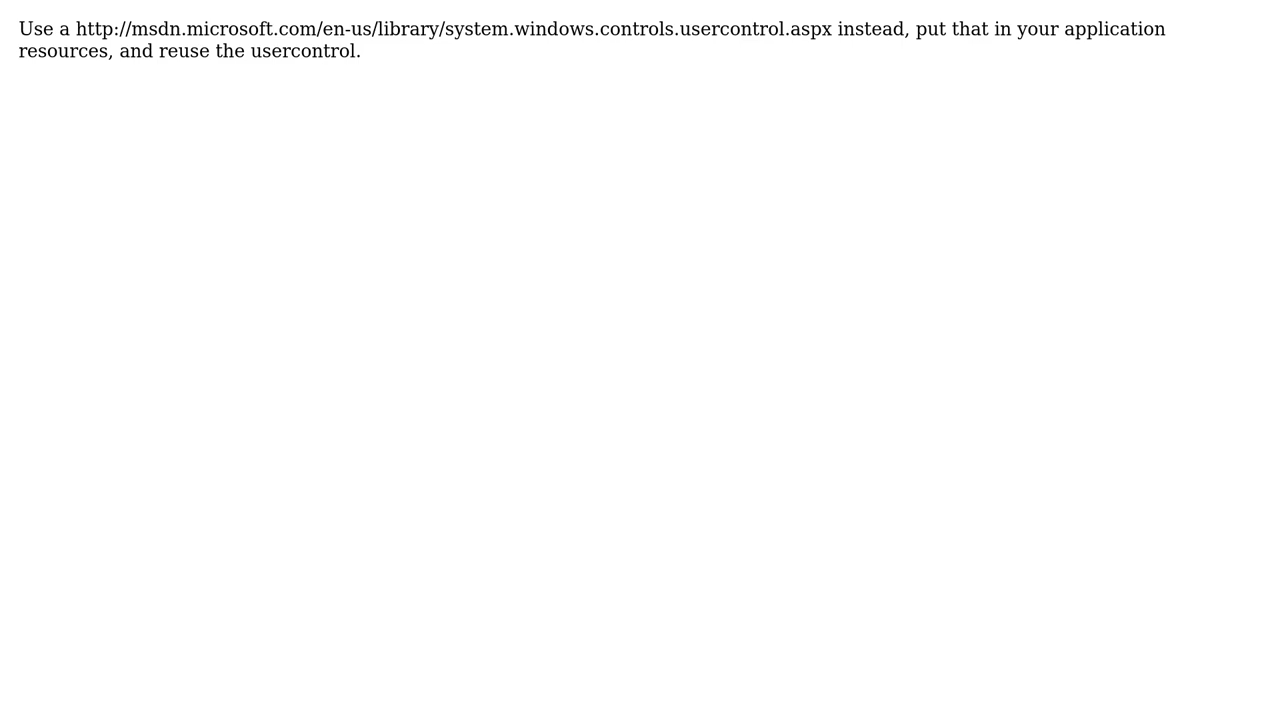 Use a http://msdn.microsoft.com/en-us/library/system.windows.controls.usercontrol.aspx instead, put that in your application
resources, and reuse the usercontrol.